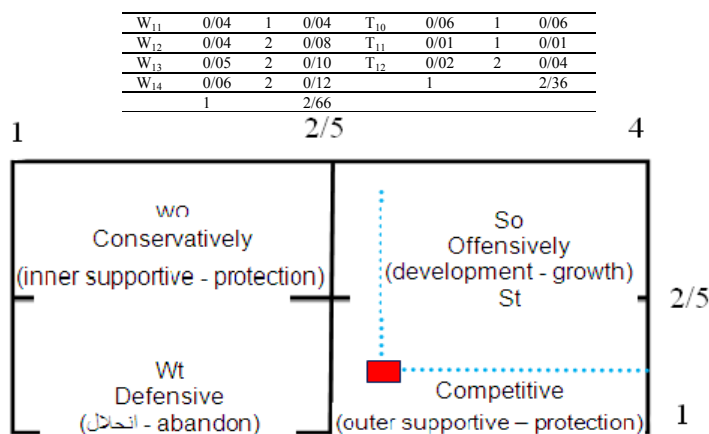 W11 0/04 1 0/04 T10 0/06 1 0/06
W12 0/04 2 0/08 T11 0/01 1 0/01
W13 0/05 2 0/10 T12 0/02 2 0/04
W14 0/06 2 0/12 1 2/36
1 2/66
1 2/5 4
wo
Conservatively
(inner supportive - protection)
So
Offensively
(development - growth)
St
2/5
Wt
Defensive
(انحلال - abandon)
Competitive
(outer supportive – protection)
1